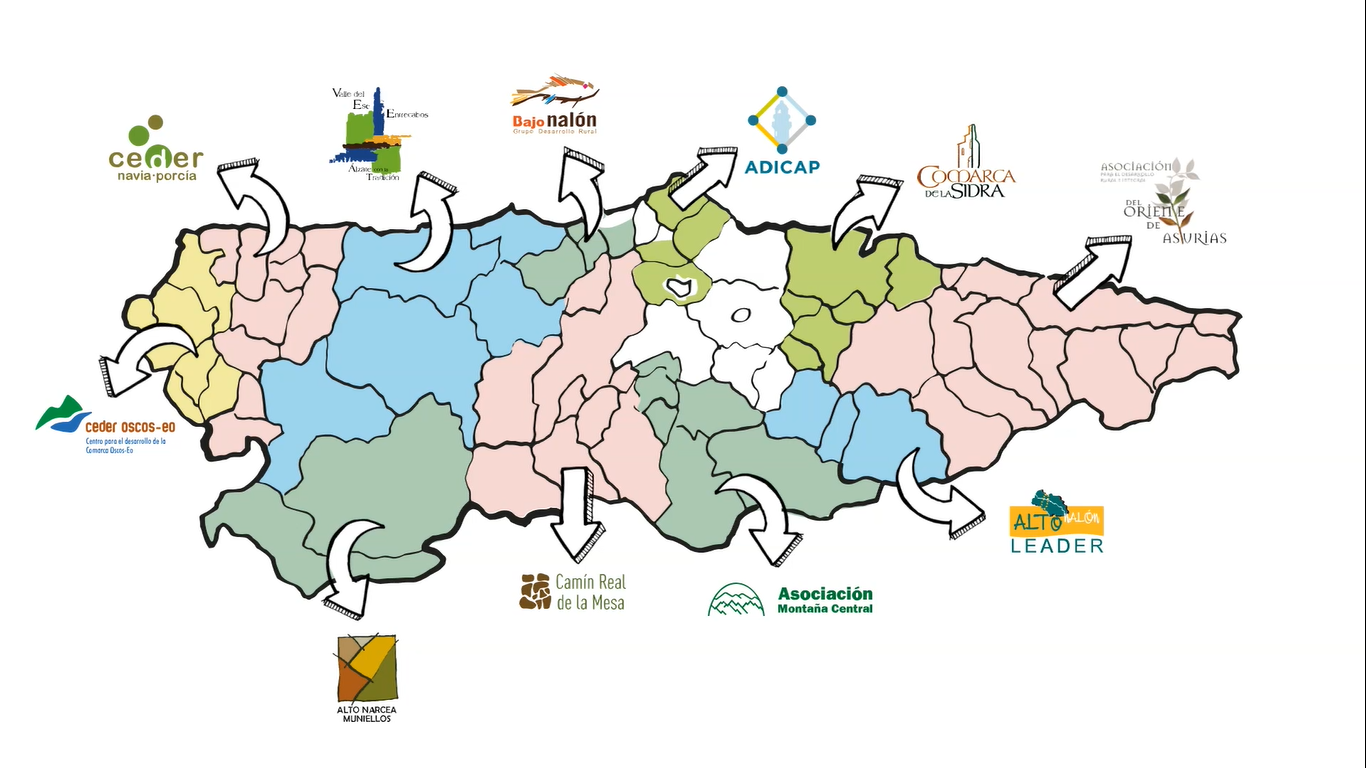 ceder
navia·porcía
Valle del
Ese
Entrecabos
Bajo nalón
Grupo Desarrollo Rural
ADICAP
COMARCA
DE LA SIDRA
ASOCIACIÓN
DEL
ORIENTE
DE
ASTURIAS
ceder oscos-eo
Centro para el desarrollo de la
Comarca Oscos-Eo
ALTO NALÓN
LEADER
Camín Real
de la Mesa
Asociación
Montaña Central
ALTO NARCEA
MUNIELLOS